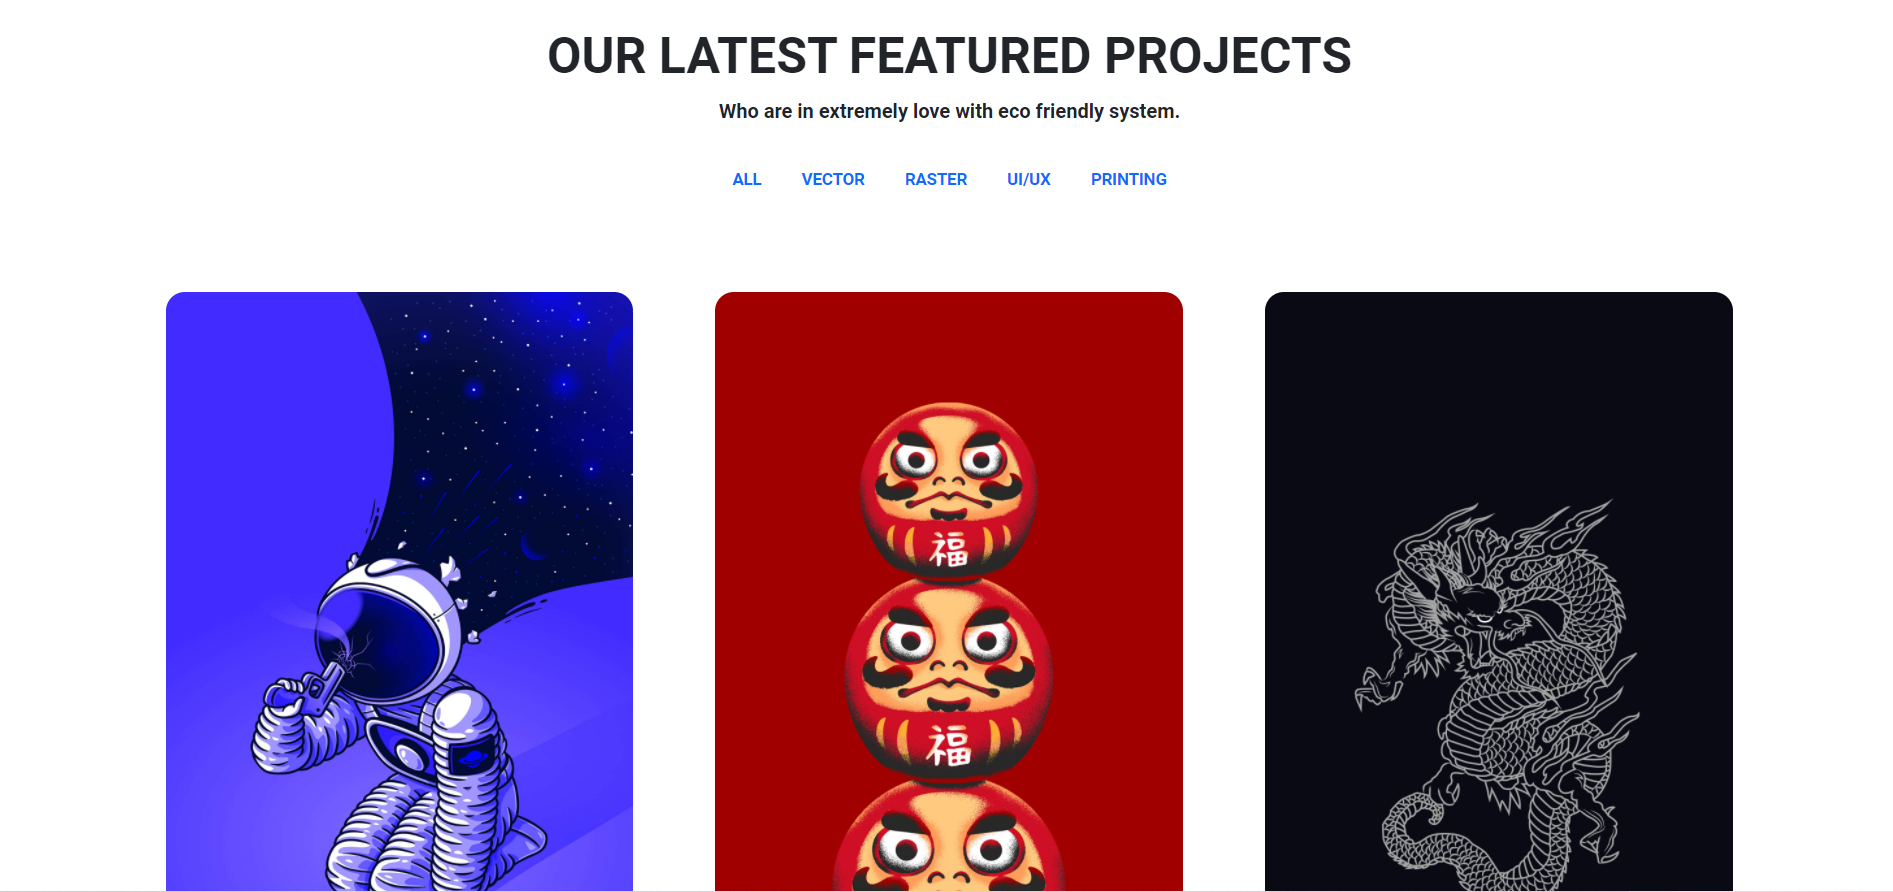 OUR LATEST FEATURED PROJECTS
Who are in extremely love with eco friendly system.
ALL VECTOR RASTER UI/UX PRINTING
福
福